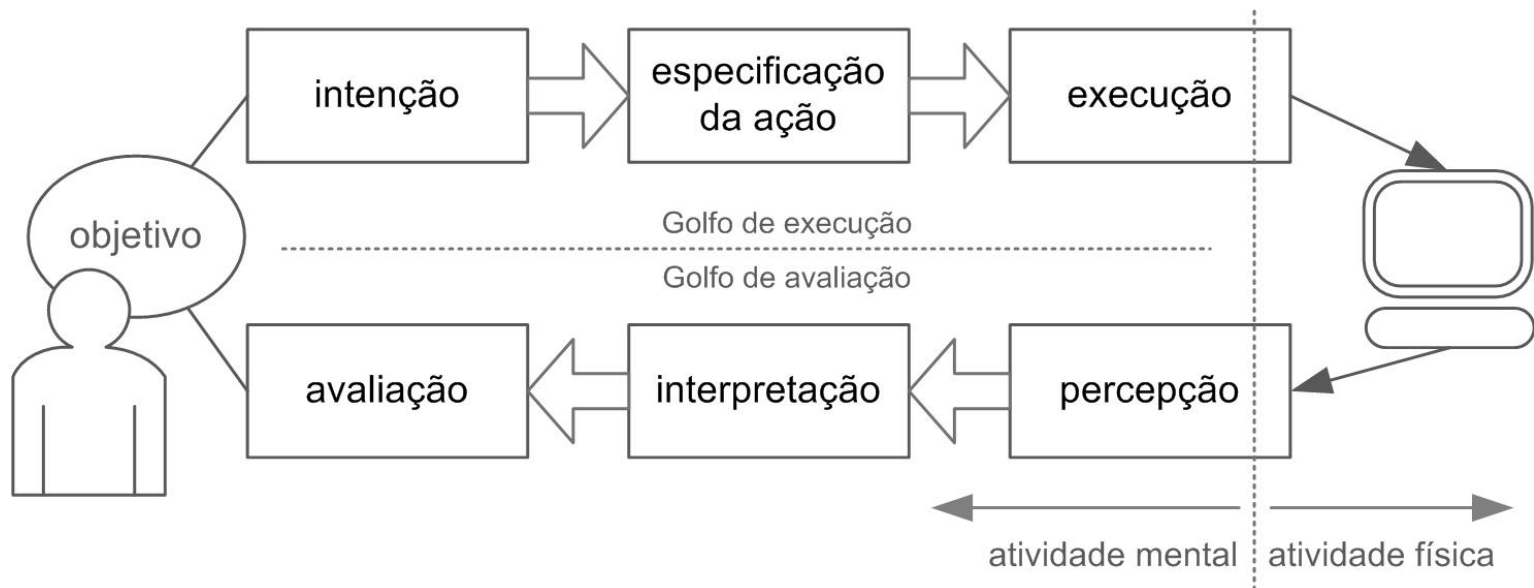 intenção
especificação
da ação
execução
objetivo
Golfo de execução
Golfo de avaliação
avaliação
interpretação
percepção
atividade mental
atividade física